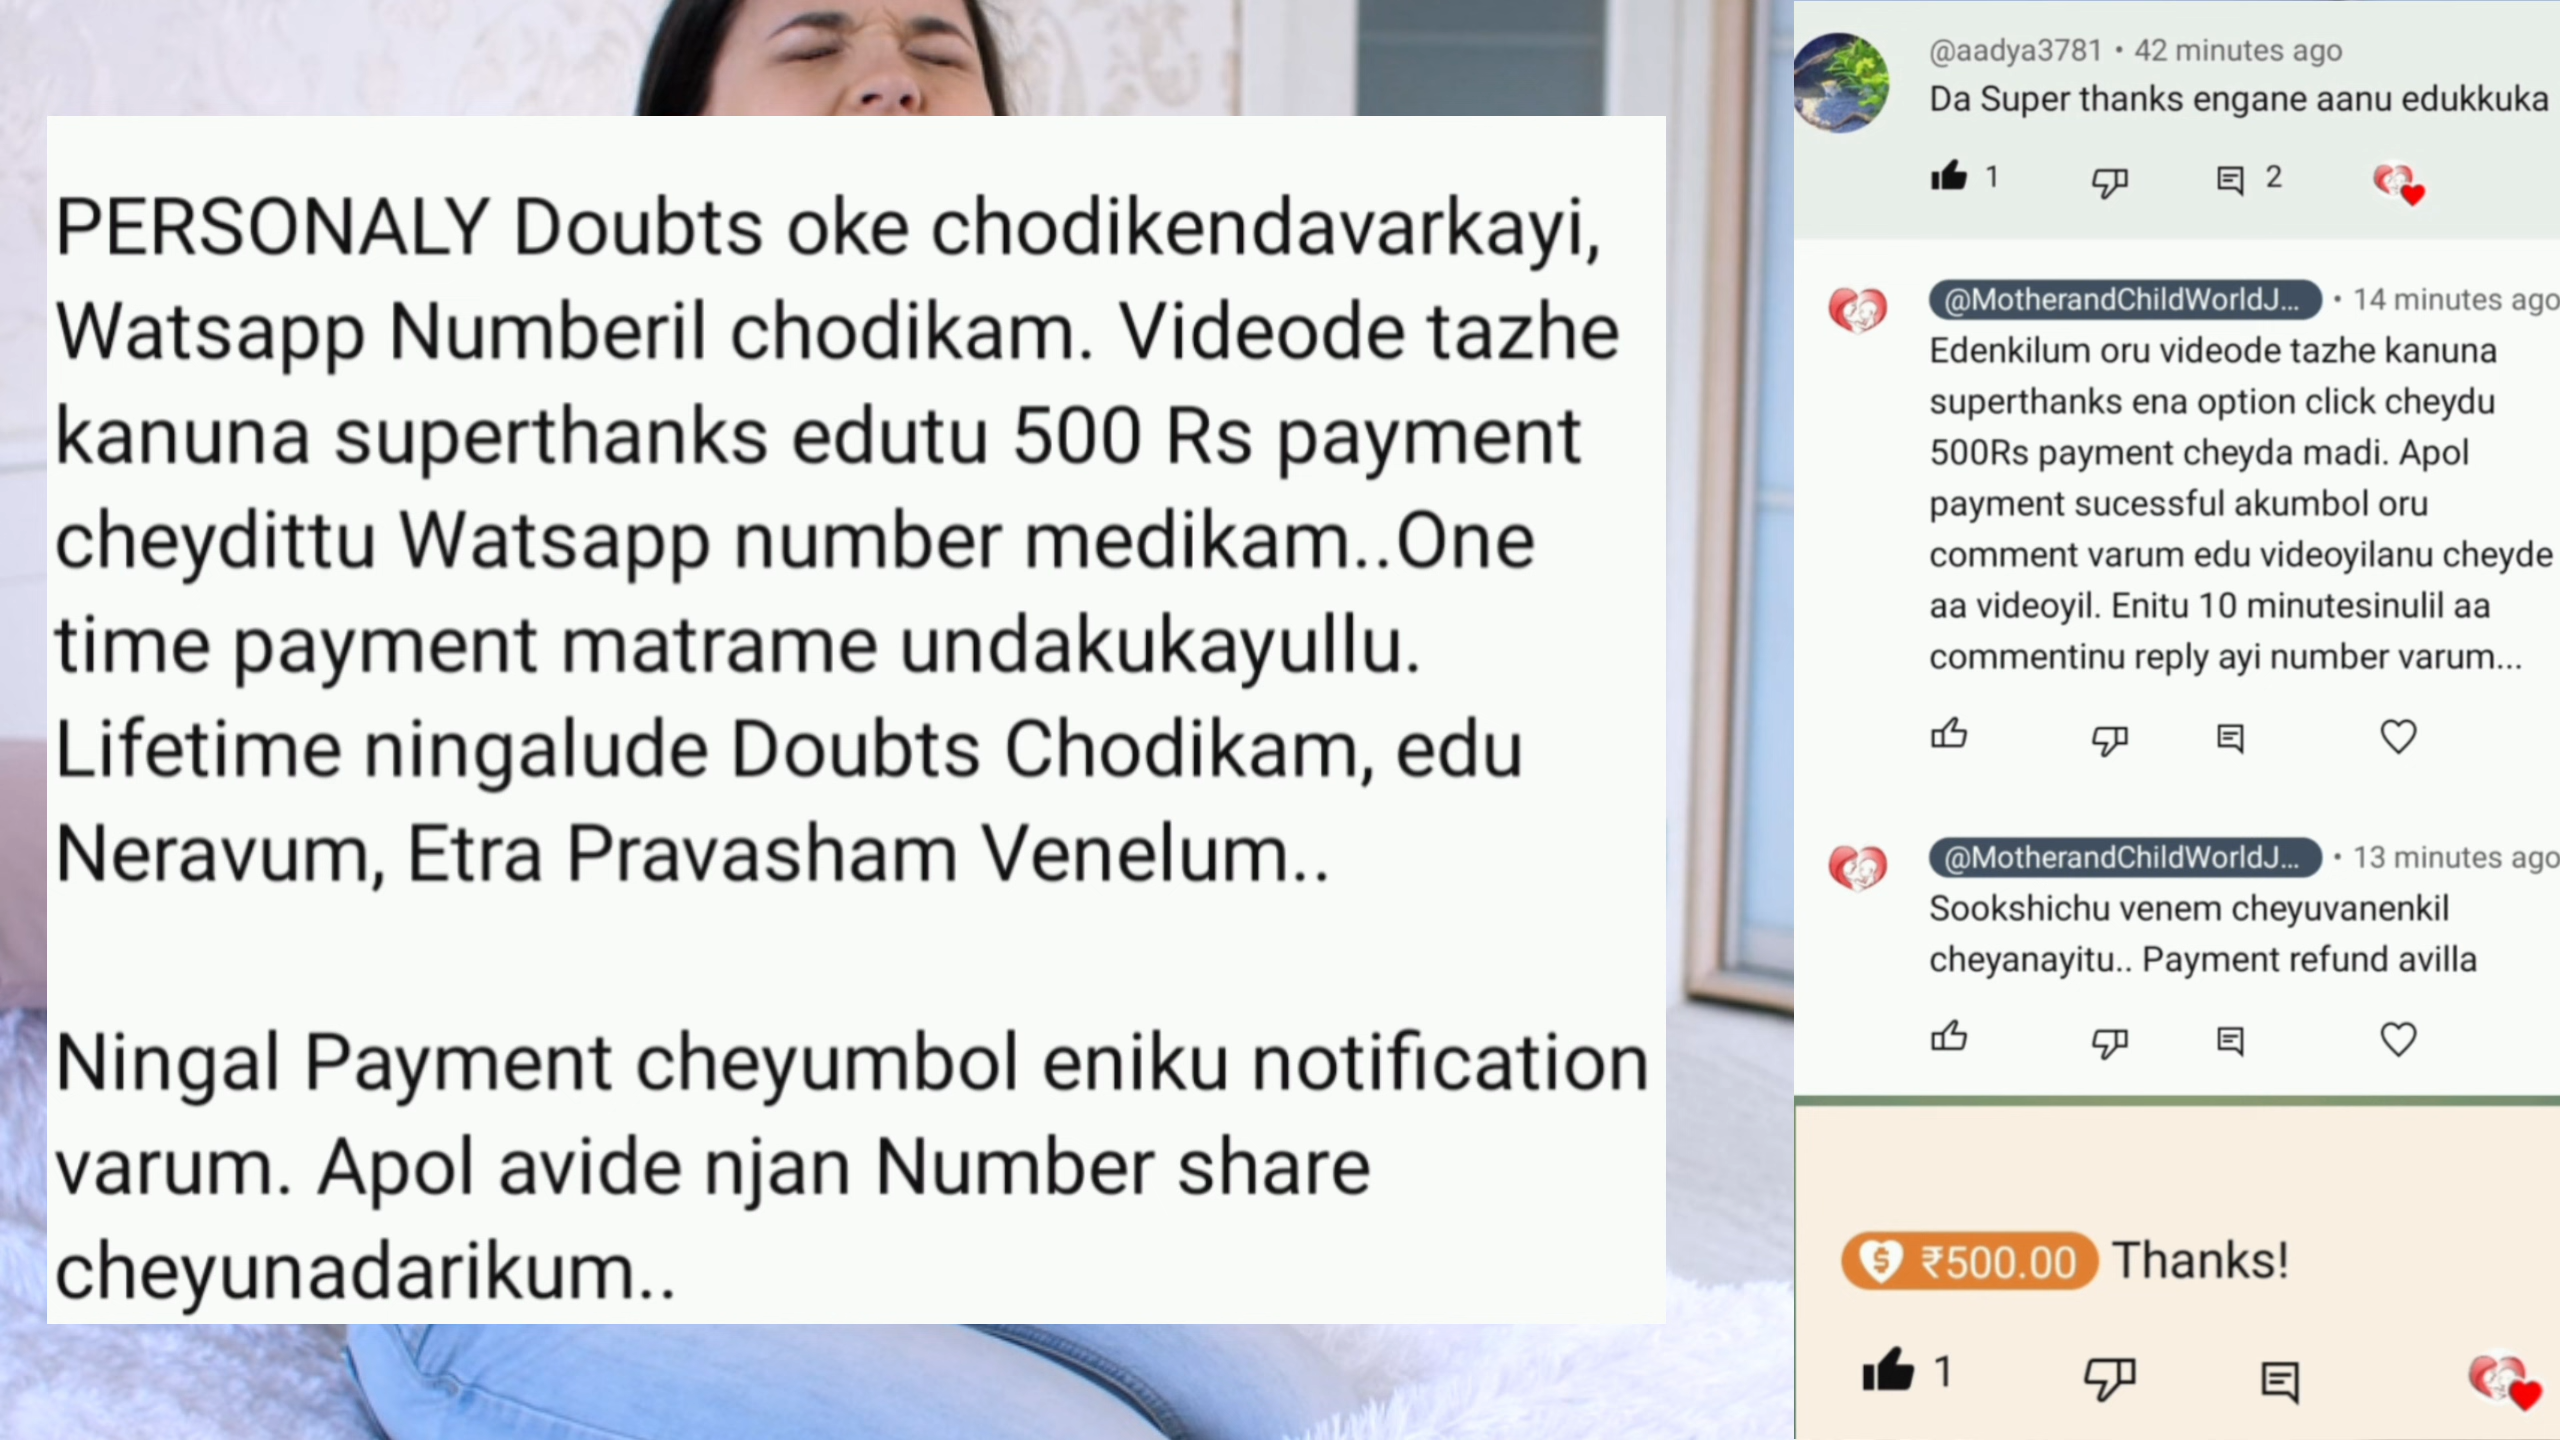 PERSONALY Doubts oke chodikendavarkayi,
Watsapp Numberil chodikam. Videode tazhe
kanuna superthanks edutu 500 Rs payment
cheydittu Watsapp number medikam..One
time payment matrame undakukayullu.
Lifetime ningalude Doubts Chodikam, edu
Neravum, Etra Pravasham Venelum..
Ningal Payment cheyumbol eniku notification
varum. Apol avide njan Number share
cheyunadarikum..
@aadya3781 • 42 minutes ago
Da Super thanks engane aanu edukkuka
1 2
@MotherandChildWorldJ... • 14 minutes ago
Edenkilum oru videode tazhe kanuna
superthanks ena option click cheydu
500Rs payment cheyda madi. Apol
payment sucessful akumbol oru
comment varum edu videoyilanu cheyde
aa videoyil. Enitu 10 minutesinulil aa
commentinu reply ayi number varum...
@MotherandChildWorldJ... • 13 minutes ago
Sookshichu venem cheyuvanenkil
cheyanayitu.. Payment refund avilla
$ ₹500.00 Thanks!
1